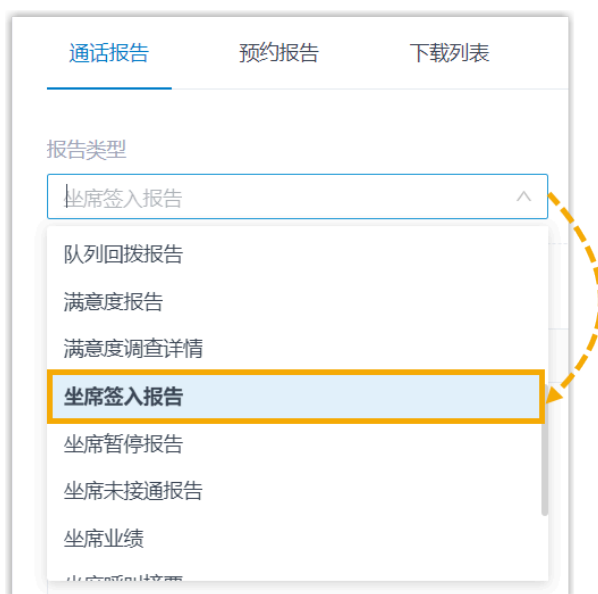 通话报告 预约报告 下载列表
报告类型
坐席签入报告
队列回拨报告
满意度报告
满意度调查详情
坐席签入报告
坐席暂停报告
坐席未接通报告
坐席业绩